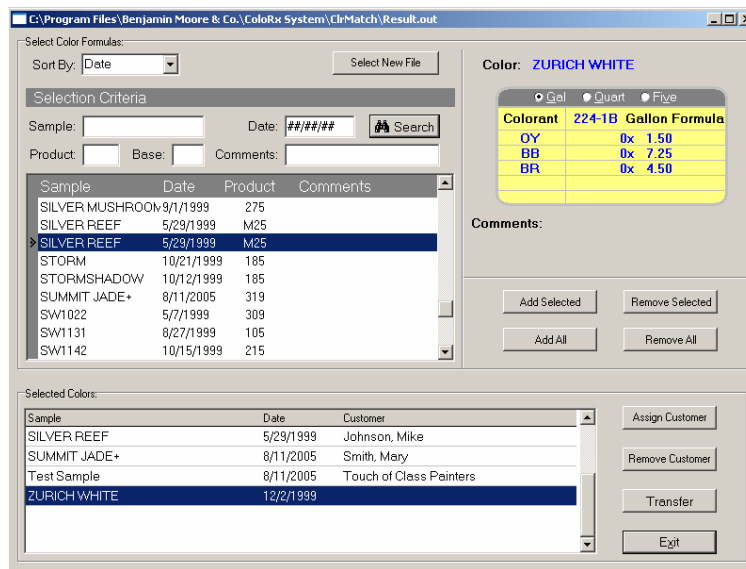 C:\Program Files\Benjamin Moore & Co.\ColoRx System\ClrMatch\Result.out
Select Color Formulas:
Sort By: Date
Select New File
Selection Criteria
Sample:
Date: ##/##/##
Search
Product:
Base:
Comments:
Sample Date Product Comments
SILVER MUSHROOM 9/1/1999 275
SILVER REEF 5/29/1999 M25
SILVER REEF 5/29/1999 M25
STORM 10/21/1999 185
STORMSHADOW 10/12/1999 185
SUMMIT JADE+ 8/11/2005 319
SW1022 5/7/1999 309
SW1131 8/27/1999 105
SW1142 10/15/1999 215
Color: ZURICH WHITE
Gal Quart Five
Colorant 224-1B Gallon Formula
OY 0x 1.50
BB 0x 7.25
BR 0x 4.50
Comments:
Add Selected Remove Selected
Add All Remove All
Selected Colors:
Sample Date Customer
SILVER REEF 5/29/1999 Johnson, Mike
SUMMIT JADE+ 8/11/2005 Smith, Mary
Test Sample 8/11/2005 Touch of Class Painters
ZURICH WHITE 12/2/1999
Assign Customer
Remove Customer
Transfer
Exit